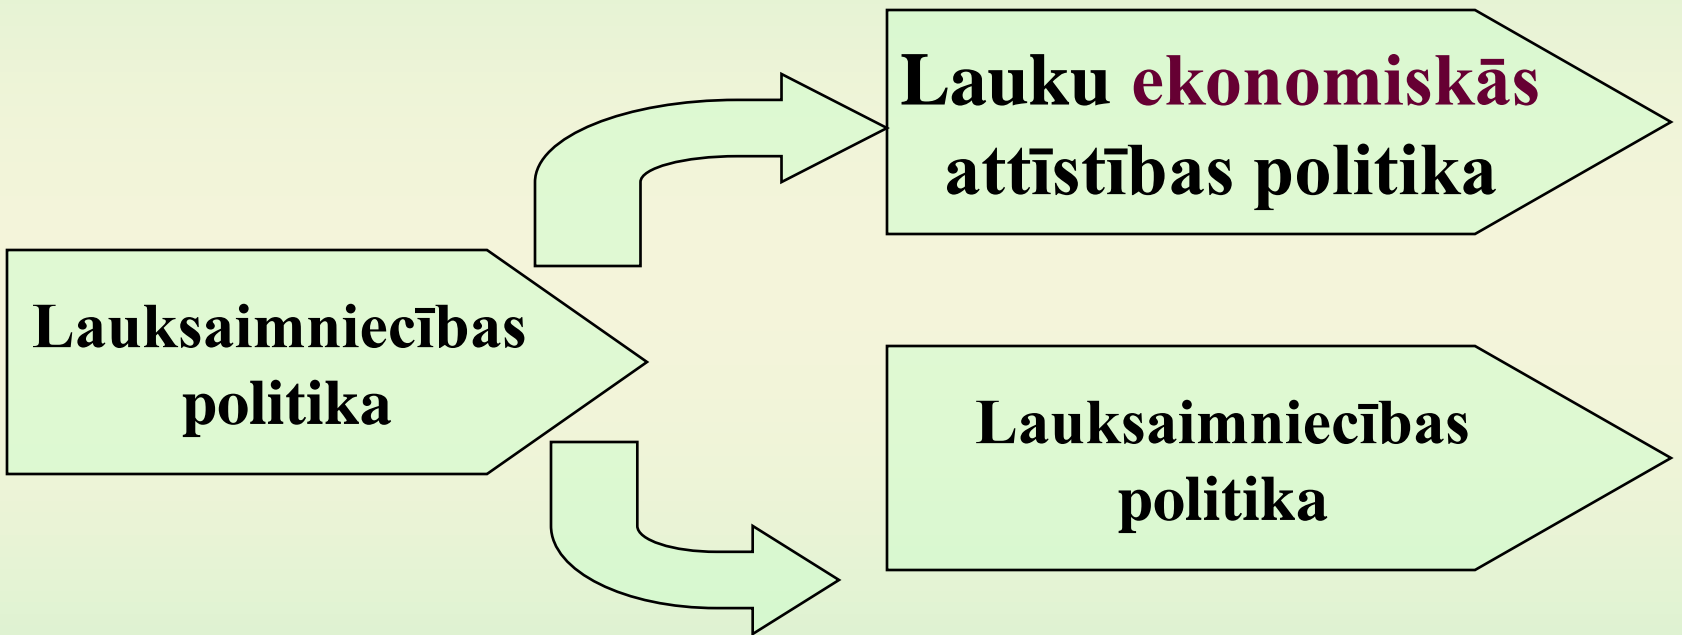 Lauku ekonomiskās
attīstības politika
Lauksaimniecības
politika
Lauksaimniecības
politika